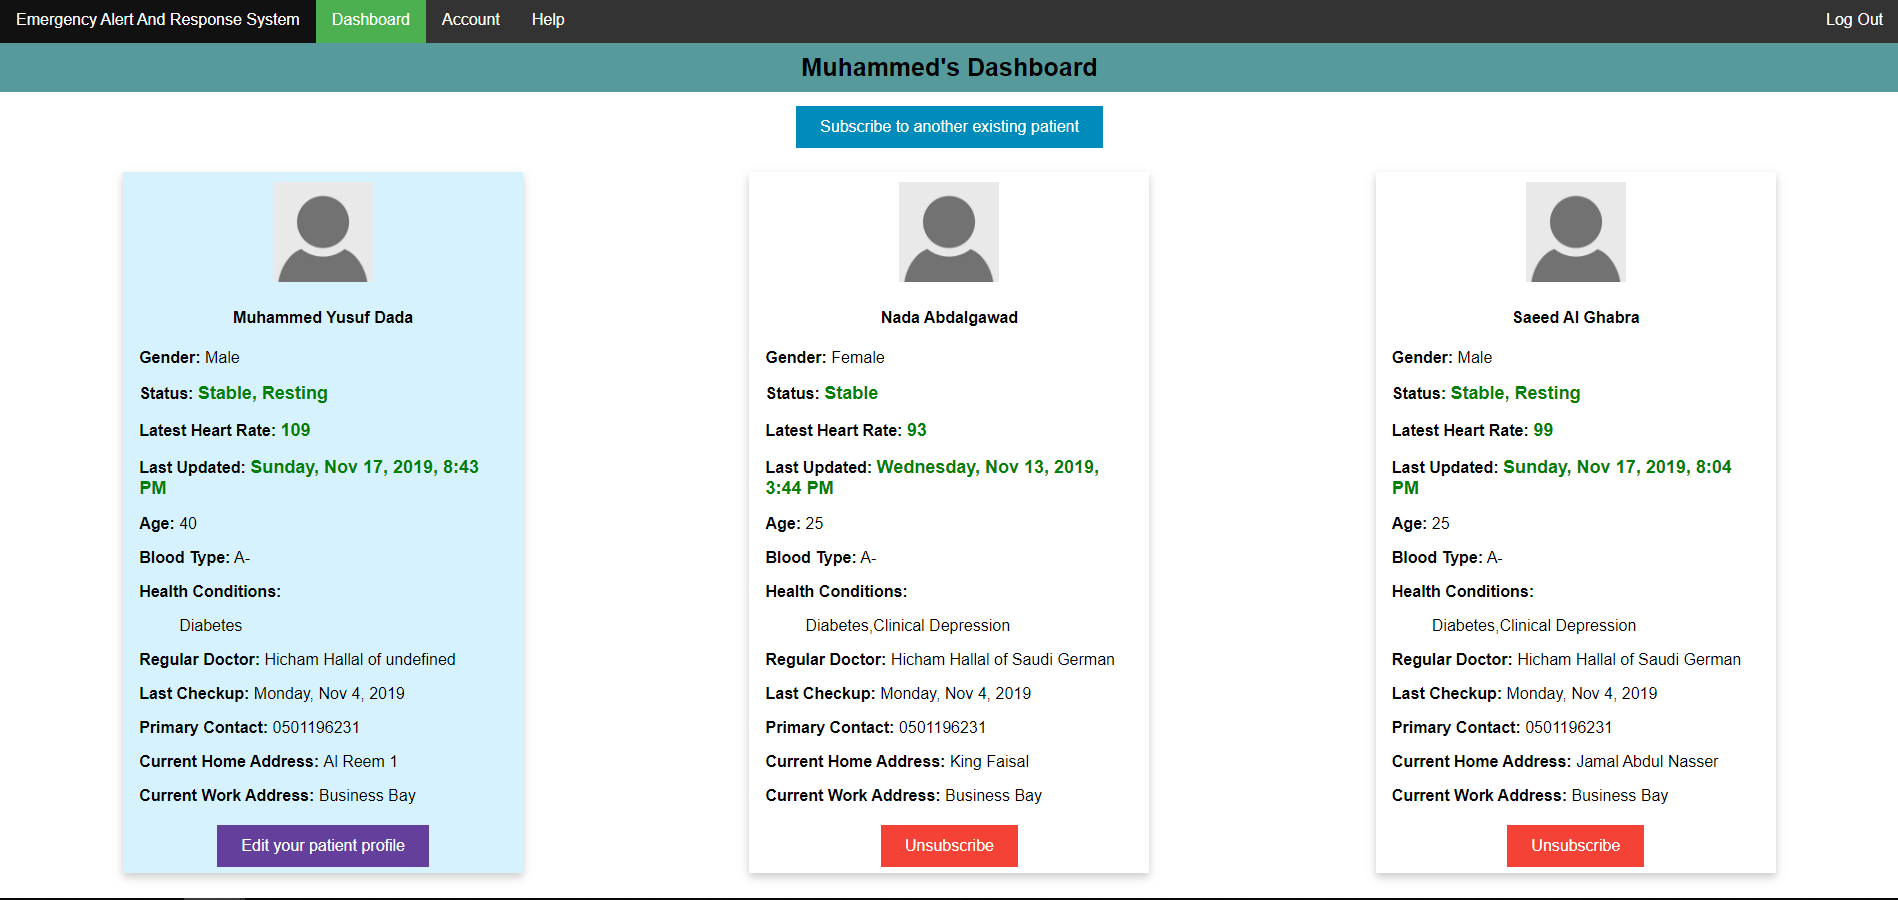 Emergency Alert And Response System Dashboard Account Help Log Out
Muhammed's Dashboard
Subscribe to another existing patient
Muhammed Yusuf Dada
Gender: Male
Status: Stable, Resting
Latest Heart Rate: 109
Last Updated: Sunday, Nov 17, 2019, 8:43
PM
Age: 40
Blood Type: A-
Health Conditions:
Diabetes
Regular Doctor: Hicham Hallal of undefined
Last Checkup: Monday, Nov 4, 2019
Primary Contact: 0501196231
Current Home Address: Al Reem 1
Current Work Address: Business Bay
Edit your patient profile
Nada Abdalgawad
Gender: Female
Status: Stable
Latest Heart Rate: 93
Last Updated: Wednesday, Nov 13, 2019,
3:44 PM
Age: 25
Blood Type: A-
Health Conditions:
Diabetes,Clinical Depression
Regular Doctor: Hicham Hallal of Saudi German
Last Checkup: Monday, Nov 4, 2019
Primary Contact: 0501196231
Current Home Address: King Faisal
Current Work Address: Business Bay
Unsubscribe
Saeed Al Ghabra
Gender: Male
Status: Stable, Resting
Latest Heart Rate: 99
Last Updated: Sunday, Nov 17, 2019, 8:04
PM
Age: 25
Blood Type: A-
Health Conditions:
Diabetes,Clinical Depression
Regular Doctor: Hicham Hallal of Saudi German
Last Checkup: Monday, Nov 4, 2019
Primary Contact: 0501196231
Current Home Address: Jamal Abdul Nasser
Current Work Address: Business Bay
Unsubscribe